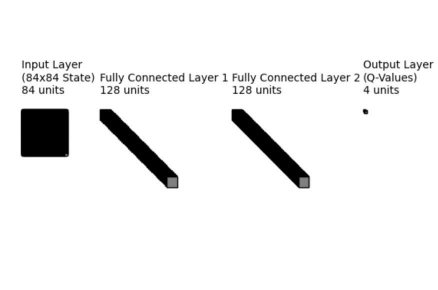 Input Layer
(84x84 State)
84 units
Fully Connected Layer 1
128 units
Fully Connected Layer 2
128 units
Output Layer
(Q-Values)
4 units